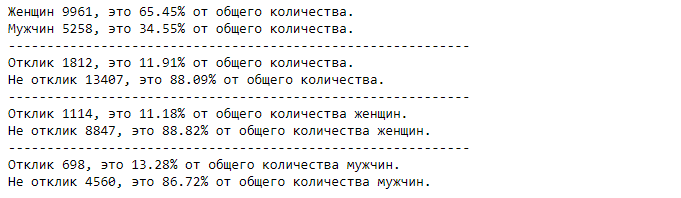 Женщин 9961, это 65.45% от общего количества.
Мужчин 5258, это 34.55% от общего количества.
------------------------------------------------------------
Отклик 1812, это 11.91% от общего количества.
Не отклик 13407, это 88.09% от общего количества.
------------------------------------------------------------
Отклик 1114, это 11.18% от общего количества женщин.
Не отклик 8847, это 88.82% от общего количества женщин.
------------------------------------------------------------
Отклик 698, это 13.28% от общего количества мужчин.
Не отклик 4560, это 86.72% от общего количества мужчин.